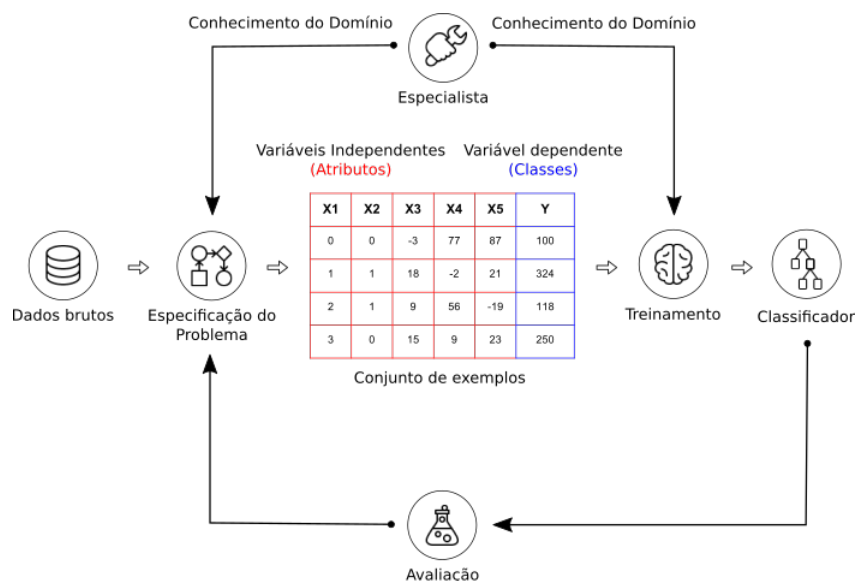 Conhecimento do Domínio
Conhecimento do Domínio
Especialista
Variáveis Independentes
(Atributos)
Variável dependente
(Classes)
X1 X2 X3 X4 X5 Y
0 0 -3 77 87 100
1 1 18 -2 21 324
2 1 9 56 -19 118
3 0 15 9 23 250
Conjunto de exemplos
Dados brutos
Especificação do
Problema
Treinamento
Classificador
Avaliação